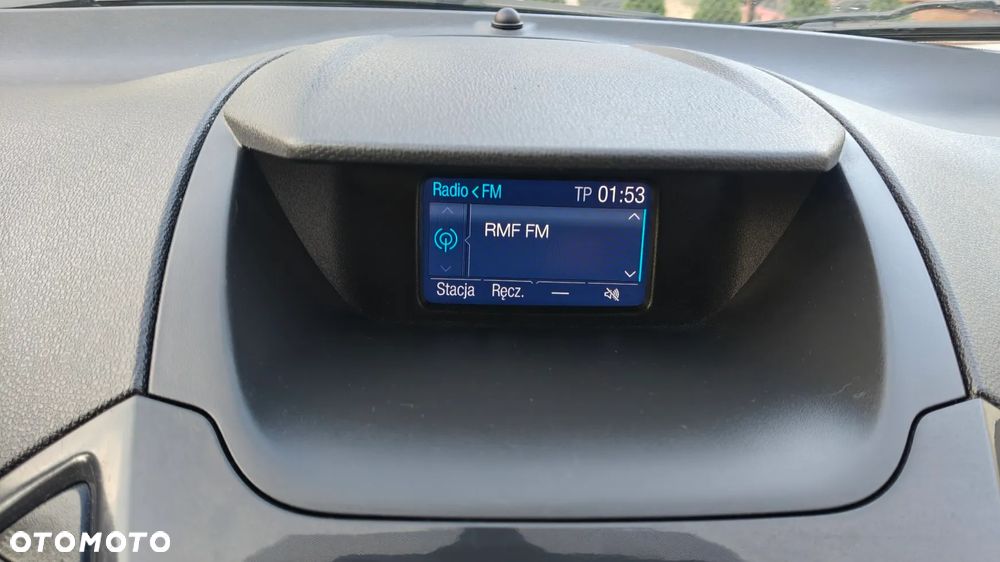 Radio < FM TP 01:53
RMF FM
Stacja Ręcz. —
OTOMOTO